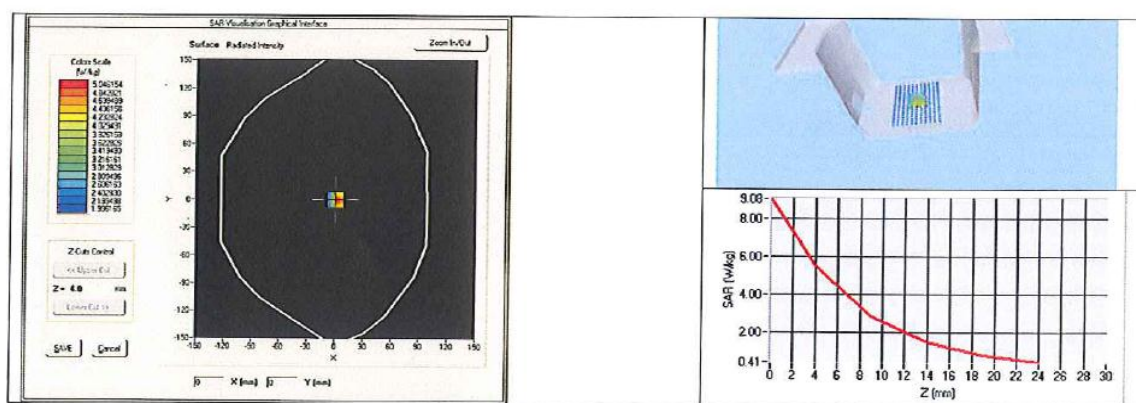 SAR Visualisation Graphical Interface
Surface Radiated Intensity
Zoom In/Out
Colors Scale
(W/kg)
5.046154
4.842821
4.639489
4.436156
4.232824
4.029491
3.826159
3.622826
3.419493
3.216161
3.012828
2.809496
2.606163
2.402830
2.199498
1.996165
150
120
90
60
30
0
-30
-60
-90
-120
-150
Y
-150 -120 -90 -60 -30 0 30 60 90 120 150
X
Z Cuts Control
<< Upper Cut
Z = 4.0 mm
Lower Cut >>
SAVE Cancel
0 X (mm) 0 Y (mm)
9.08
8.00
6.00
4.00
2.00
0.41
SAR (W/kg)
0 2 4 6 8 10 12 14 16 18 20 22 24 26 28 30
Z (mm)